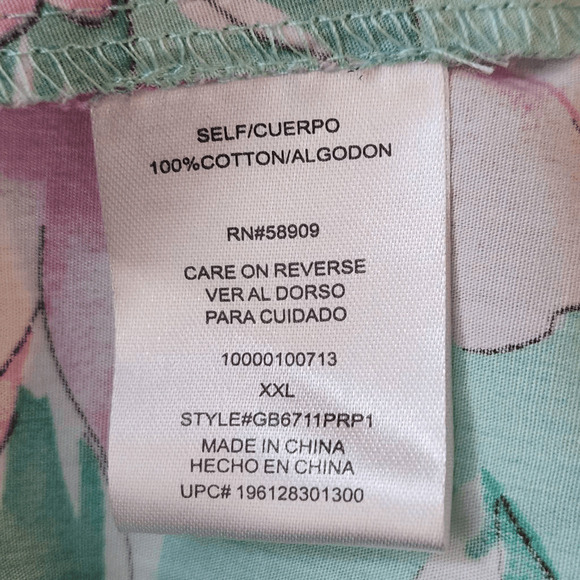 SELF/CUERPO
100%COTTON/ALGODON
RN#58909
CARE ON REVERSE
VER AL DORSO
PARA CUIDADO
10000100713
XXL
STYLE#GB6711PRP1
MADE IN CHINA
HECHO EN CHINA
UPC# 196128301300